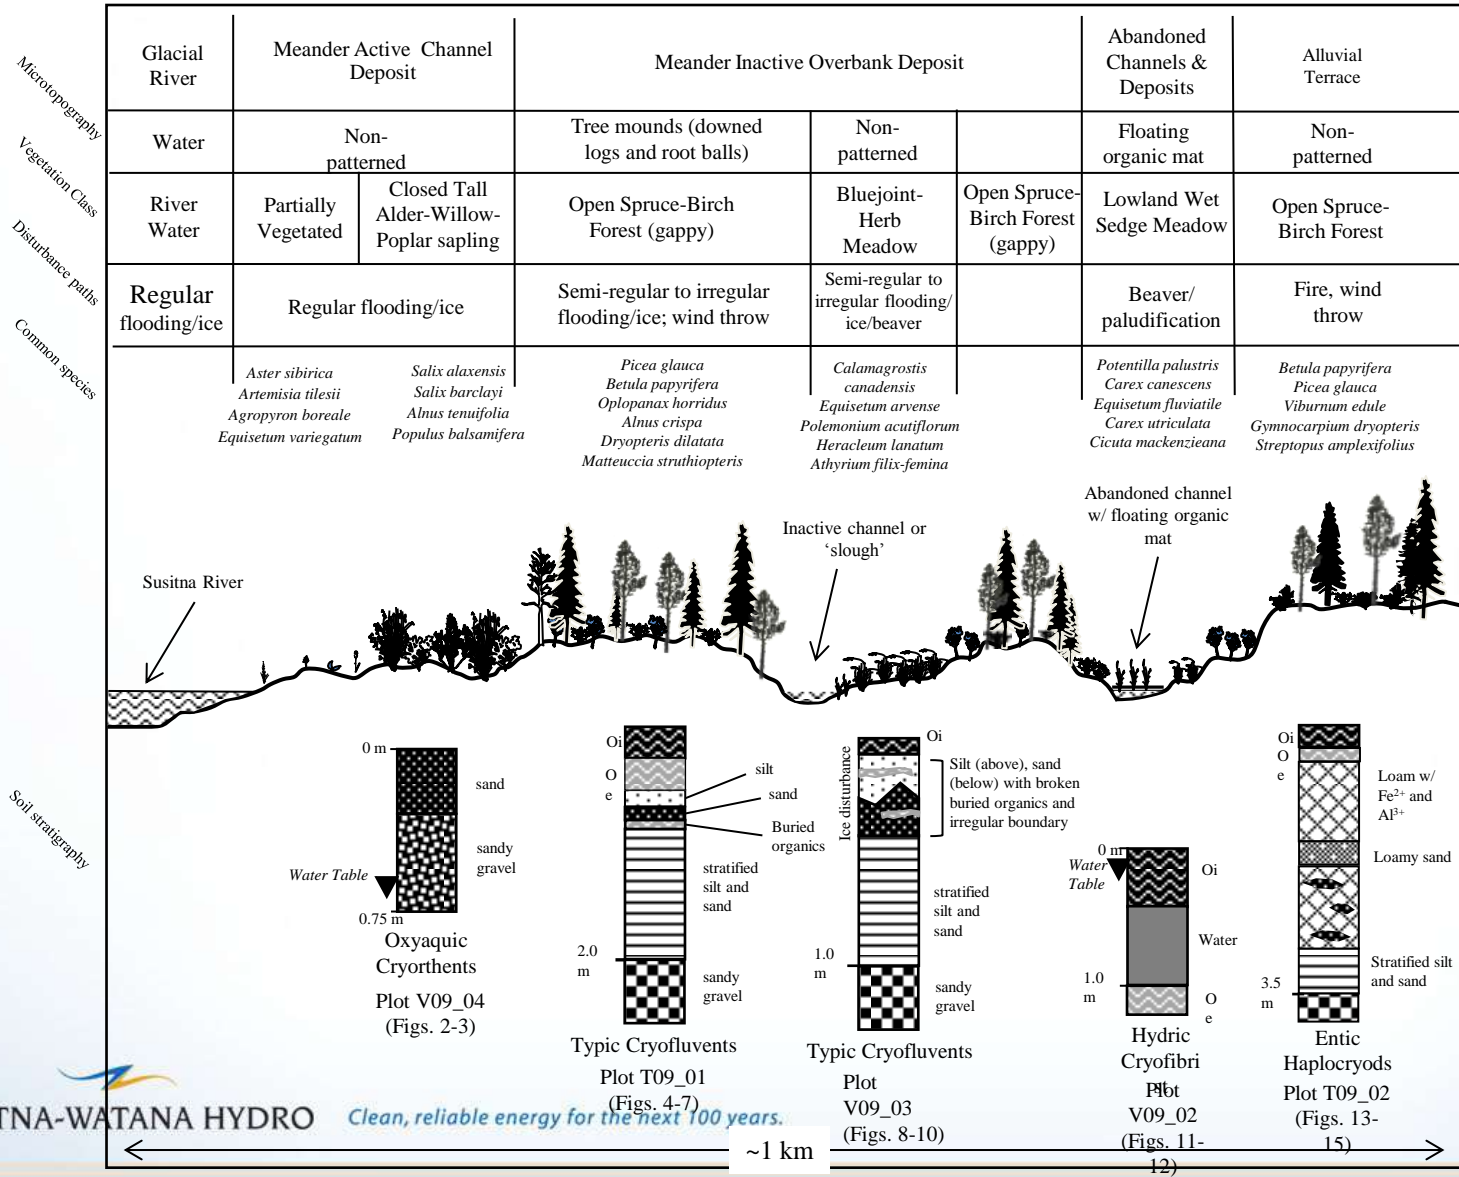 Microtopography
Vegetation Class
Disturbance paths
Common species
Soil stratigraphy
Glacial
River
Meander Active Channel
Deposit
Meander Inactive Overbank Deposit
Abandoned
Channels &
Deposits
Alluvial
Terrace
Water
Non-
patterned
Tree mounds (downed
logs and root balls)
Non-
patterned
Floating
organic mat
Non-
patterned
River
Water
Partially
Vegetated
Closed Tall
Alder-Willow-
Poplar sapling
Open Spruce-Birch
Forest (gappy)
Bluejoint-
Herb
Meadow
Open Spruce-
Birch Forest
(gappy)
Lowland Wet
Sedge Meadow
Open Spruce-
Birch Forest
Regular
flooding/ice
Regular flooding/ice
Semi-regular to irregular
flooding/ice; wind throw
Semi-regular to
irregular flooding/
ice/beaver
Beaver/
paludification
Fire, wind
throw
Aster sibirica
Artemisia tilesii
Agropyron boreale
Equisetum variegatum
Salix alaxensis
Salix barclayi
Alnus tenuifolia
Populus balsamifera
Picea glauca
Betula papyrifera
Oplopanax horridus
Alnus crispa
Dryopteris dilatata
Matteuccia struthiopteris
Calamagrostis
canadensis
Equisetum arvense
Polemonium acutiflorum
Heracleum lanatum
Athyrium filix-femina
Potentilla palustris
Carex canescens
Equisetum fluviatile
Carex utriculata
Cicuta mackenzieana
Betula papyrifera
Picea glauca
Viburnum edule
Gymnocarpium dryopteris
Streptopus amplexifolius
Susitna River
Inactive channel or
‘slough’
Abandoned channel
w/ floating organic
mat
0 m
sand
sandy
gravel
Water Table
0.75 m
Oxyaquic
Cryorthents
Plot V09_04
(Figs. 2-3)
Oi
O
e
silt
sand
Buried
organics
stratified
silt and
sand
2.0
m
sandy
gravel
Typic Cryofluvents
Plot T09_01
(Figs. 4-7)
Ice disturbance
Oi
Silt (above), sand
(below) with broken
buried organics and
irregular boundary
stratified
silt and
sand
1.0
m
sandy
gravel
Typic Cryofluvents
Plot
V09_03
(Figs. 8-10)
0 m
Water
Table
Oi
Water
1.0
m
O
e
Hydric
Cryofibri
st
Plot
V09_02
(Figs. 11-
12)
Oi
O
e
Loam w/
Fe²⁺ and
Al³⁺
Loamy sand
Stratified silt
and sand
3.5
m
Entic
Haplocryods
Plot T09_02
(Figs. 13-
15)
TNA-WATANA HYDRO
Clean, reliable energy for the next 100 years.
~1 km